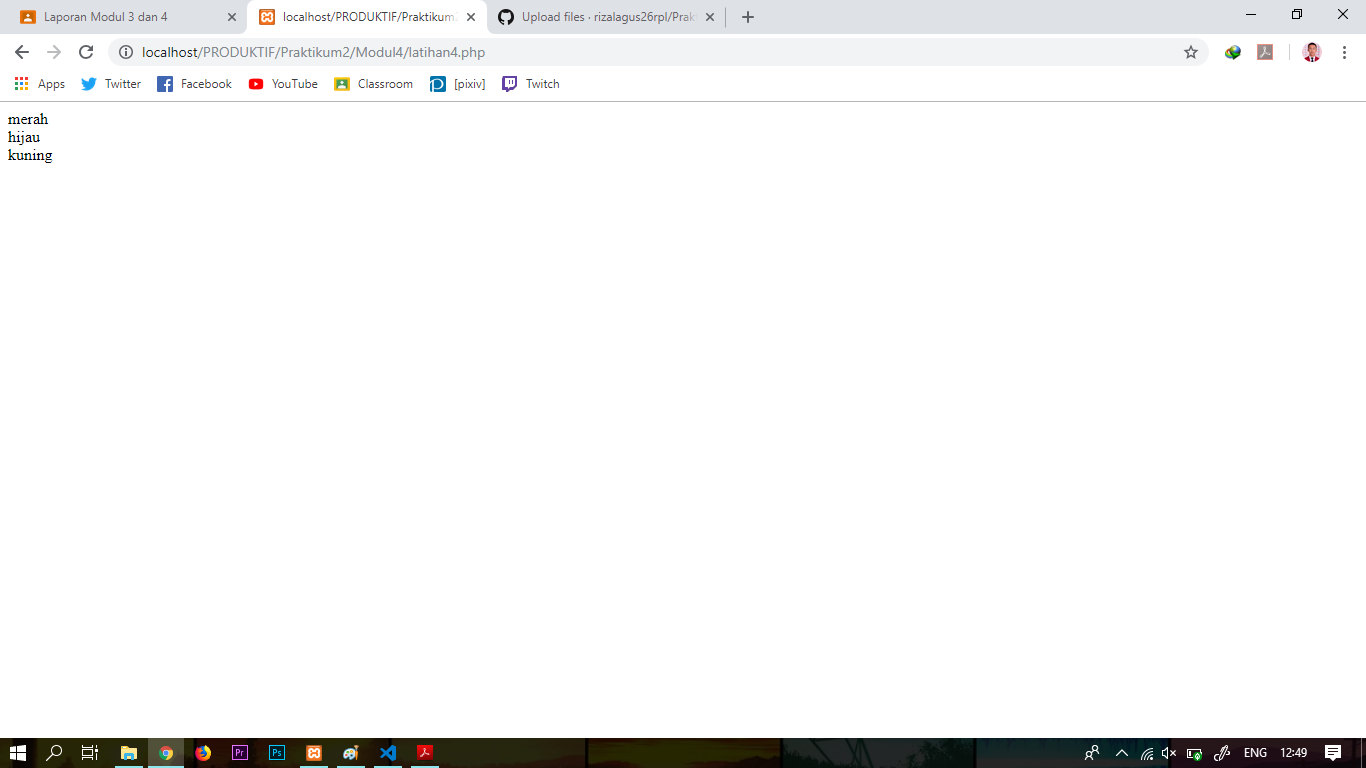 Laporan Modul 3 dan 4
localhost/PRODUKTIF/Praktikum2
Upload files · rizalagus26rpl/Prak
localhost/PRODUKTIF/Praktikum2/Modul4/latihan4.php
Apps Twitter Facebook YouTube Classroom [pixiv] Twitch
merah
hijau
kuning
Pr Ps ENG 12:49